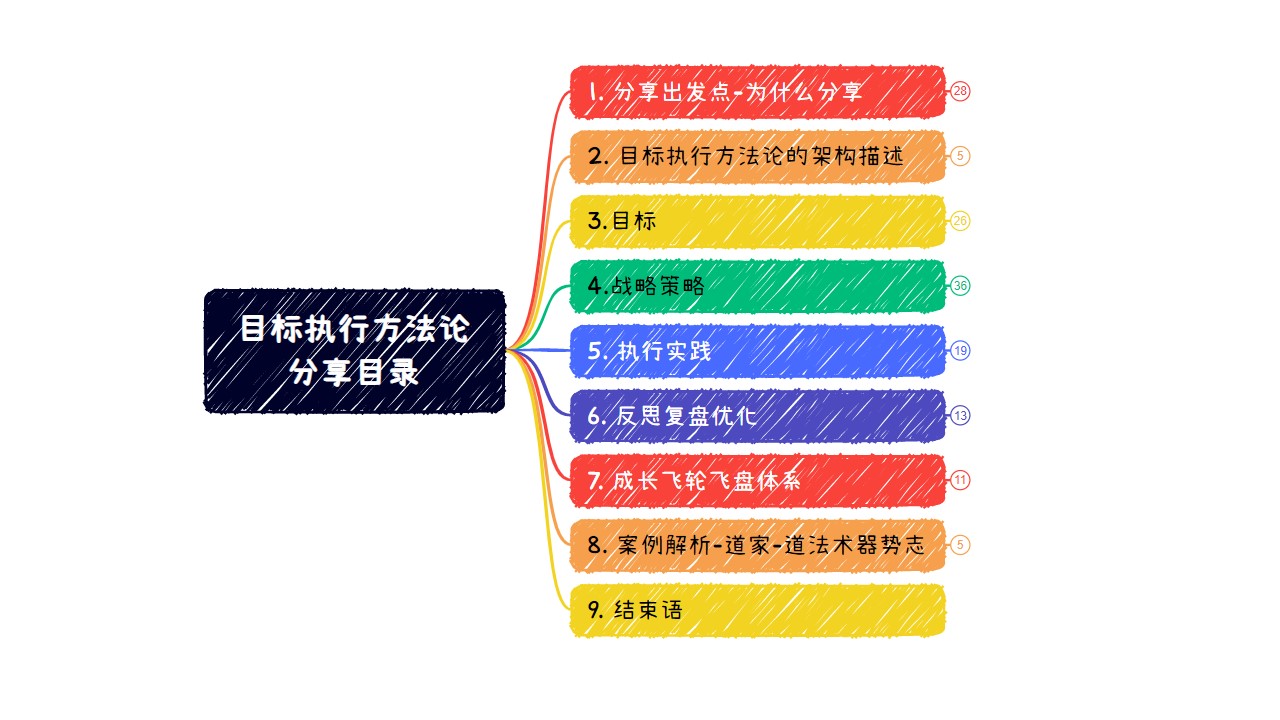 目标执行方法论
分享目录
1. 分享出发点-为什么分享
28
2. 目标执行方法论的架构描述
5
3.目标
26
4.战略策略
36
5. 执行实践
19
6. 反思复盘优化
13
7. 成长飞轮飞盘体系
11
8. 案例解析-道家-道法术器势志
5
9. 结束语